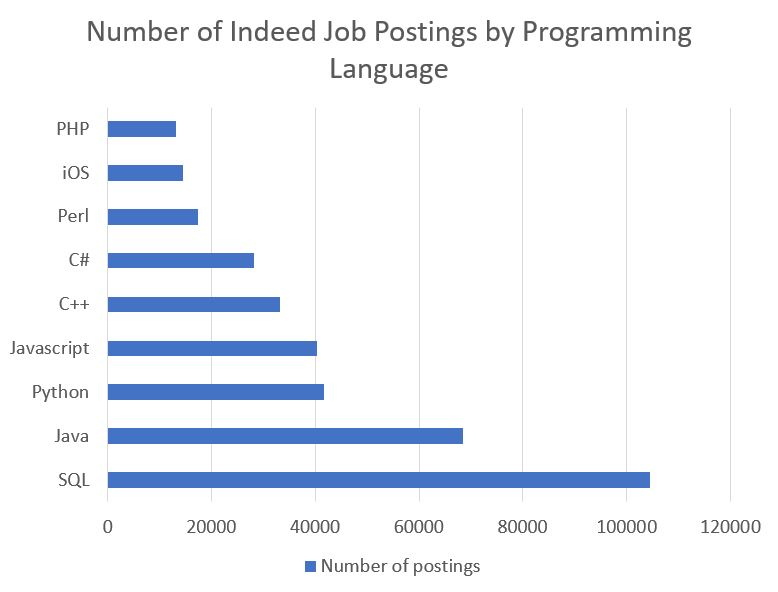 Number of Indeed Job Postings by Programming
Language
PHP
iOS
Perl
C#
C++
Javascript
Python
Java
SQL
0 20000 40000 60000 80000 100000 120000
Number of postings